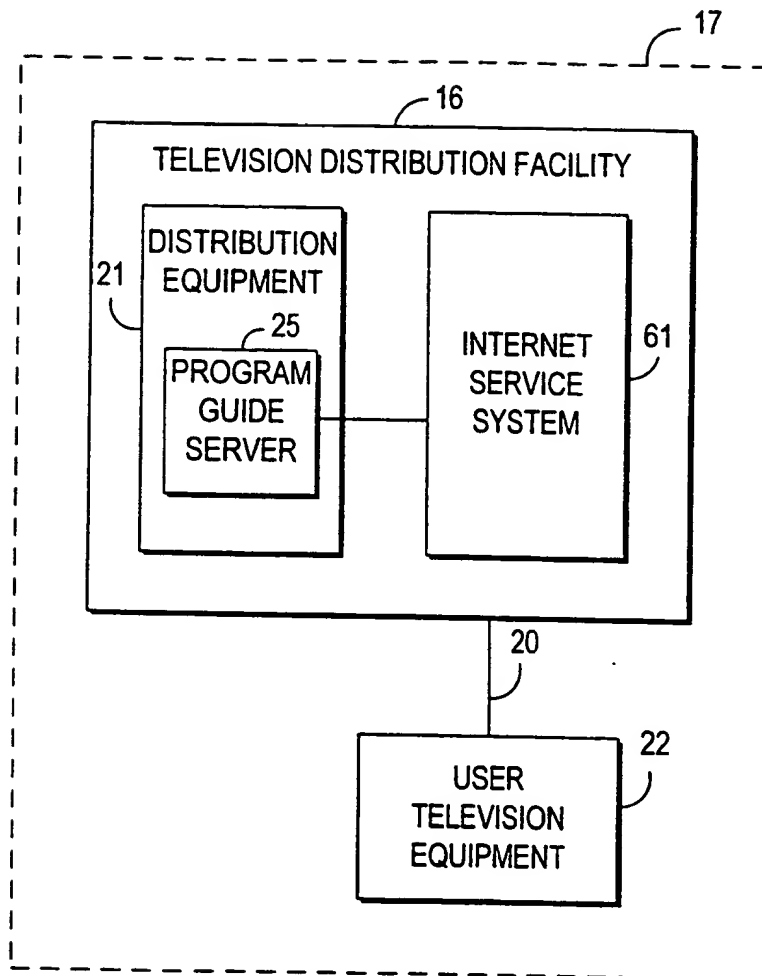 17
16
TELEVISION DISTRIBUTION FACILITY
DISTRIBUTION
EQUIPMENT
21
25
PROGRAM
GUIDE
SERVER
INTERNET
SERVICE
SYSTEM
61
20
22
USER
TELEVISION
EQUIPMENT